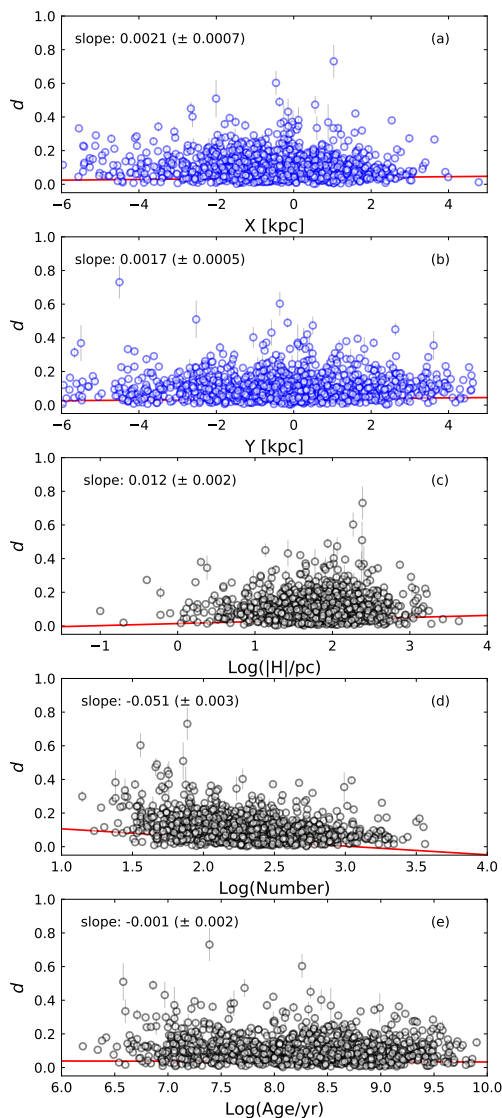 1.0
slope: 0.0021 (± 0.0007)
(a)
0.8
0.6
d
0.4
0.2
0.0
−6 −4 −2 0 2 4
X [kpc]
1.0
slope: 0.0017 (± 0.0005)
(b)
0.8
0.6
d
0.4
0.2
0.0
−6 −4 −2 0 2 4
Y [kpc]
1.0
slope: 0.012 (± 0.002)
(c)
0.8
0.6
d
0.4
0.2
0.0
−1 0 1 2 3 4
Log(|H|/pc)
1.0
slope: -0.051 (± 0.003)
(d)
0.8
0.6
d
0.4
0.2
0.0
1.0 1.5 2.0 2.5 3.0 3.5 4.0
Log(Number)
1.0
slope: -0.001 (± 0.002)
(e)
0.8
0.6
d
0.4
0.2
0.0
6.0 6.5 7.0 7.5 8.0 8.5 9.0 9.5 10.0
Log(Age/yr)